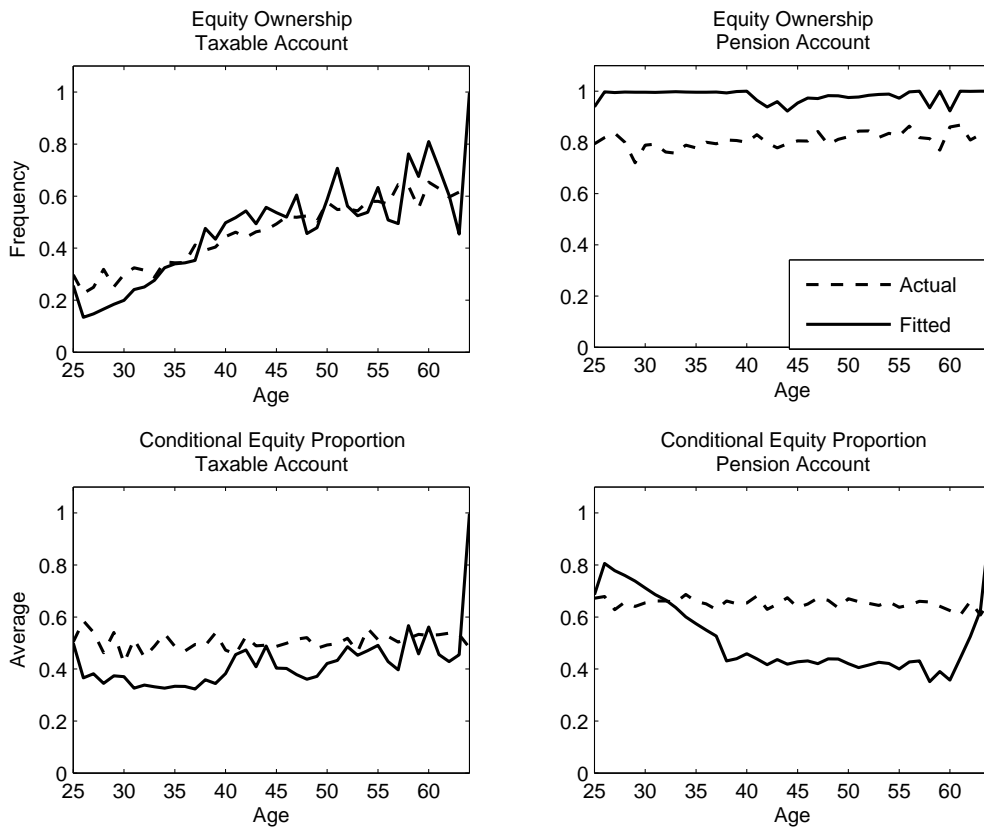 Equity Ownership
Taxable Account
1
0.8
0.6
0.4
0.2
0
Frequency
25 30 35 40 45 50 55 60
Age
Equity Ownership
Pension Account
1
0.8
0.6
0.4
0.2
0
25 30 35 40 45 50 55 60
Age
Actual
Fitted
Conditional Equity Proportion
Taxable Account
1
0.8
0.6
0.4
0.2
0
Average
25 30 35 40 45 50 55 60
Age
Conditional Equity Proportion
Pension Account
1
0.8
0.6
0.4
0.2
0
25 30 35 40 45 50 55 60
Age